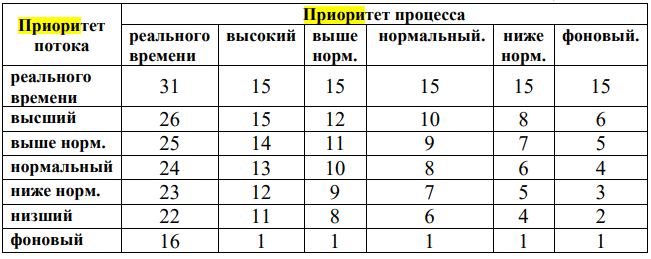 Приоритет потока Приоритет процесса
реального времени высокий выше норм. нормальный. ниже норм. фоновый.
реального времени 31 15 15 15 15 15
высший 26 15 12 10 8 6
выше норм. 25 14 11 9 7 5
нормальный 24 13 10 8 6 4
ниже норм. 23 12 9 7 5 3
низший 22 11 8 6 4 2
фоновый 16 1 1 1 1 1